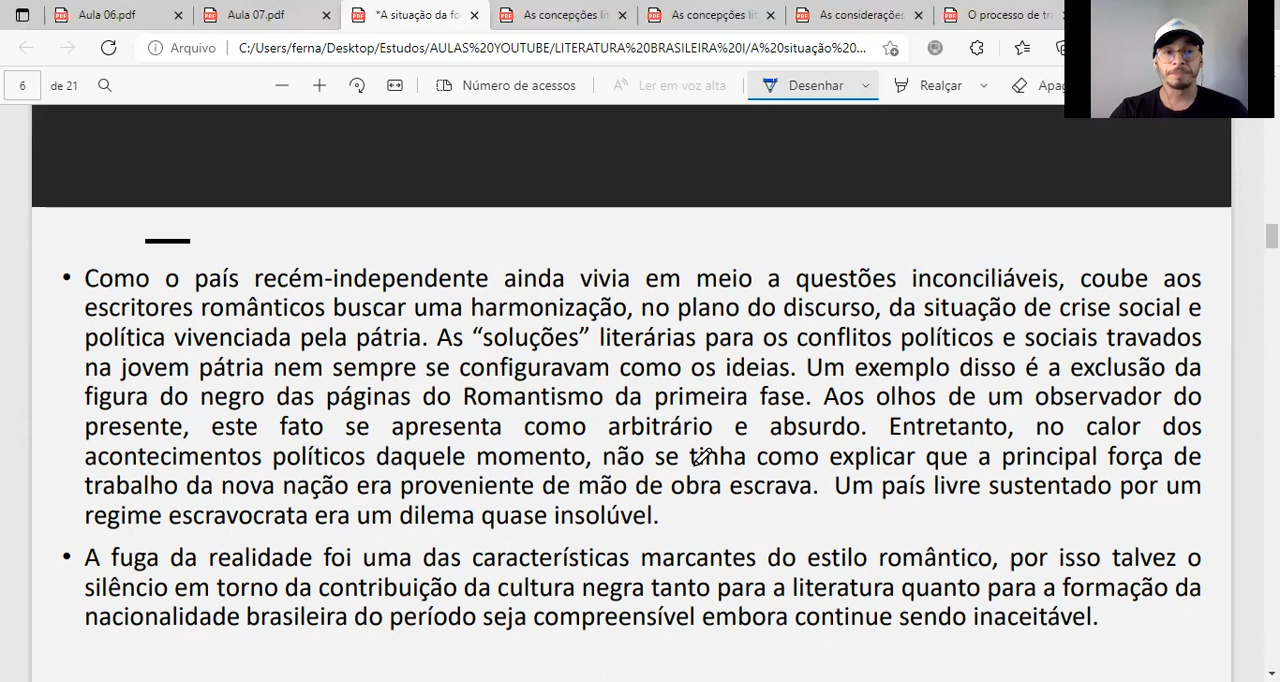 Aula 06.pdf
Aula 07.pdf
*A situação da fo
As concepções lit
As concepções lit
As considerações
O processo de tra
Arquivo
C:/Users/ferna/Desktop/Estudos/AULAS%20YOUTUBE/LITERATURA%20BRASILEIRA%20I/A%20situação%20...
6 de 21
Número de acessos
Ler em voz alta
Desenhar
Realçar
Apag
• Como o país recém-independente ainda vivia em meio a questões inconciliáveis, coube aos
escritores românticos buscar uma harmonização, no plano do discurso, da situação de crise social e
política vivenciada pela pátria. As “soluções” literárias para os conflitos políticos e sociais travados
na jovem pátria nem sempre se configuravam como os ideias. Um exemplo disso é a exclusão da
figura do negro das páginas do Romantismo da primeira fase. Aos olhos de um observador do
presente, este fato se apresenta como arbitrário e absurdo. Entretanto, no calor dos
acontecimentos políticos daquele momento, não se tinha como explicar que a principal força de
trabalho da nova nação era proveniente de mão de obra escrava. Um país livre sustentado por um
regime escravocrata era um dilema quase insolúvel.
• A fuga da realidade foi uma das características marcantes do estilo romântico, por isso talvez o
silêncio em torno da contribuição da cultura negra tanto para a literatura quanto para a formação da
nacionalidade brasileira do período seja compreensível embora continue sendo inaceitável.